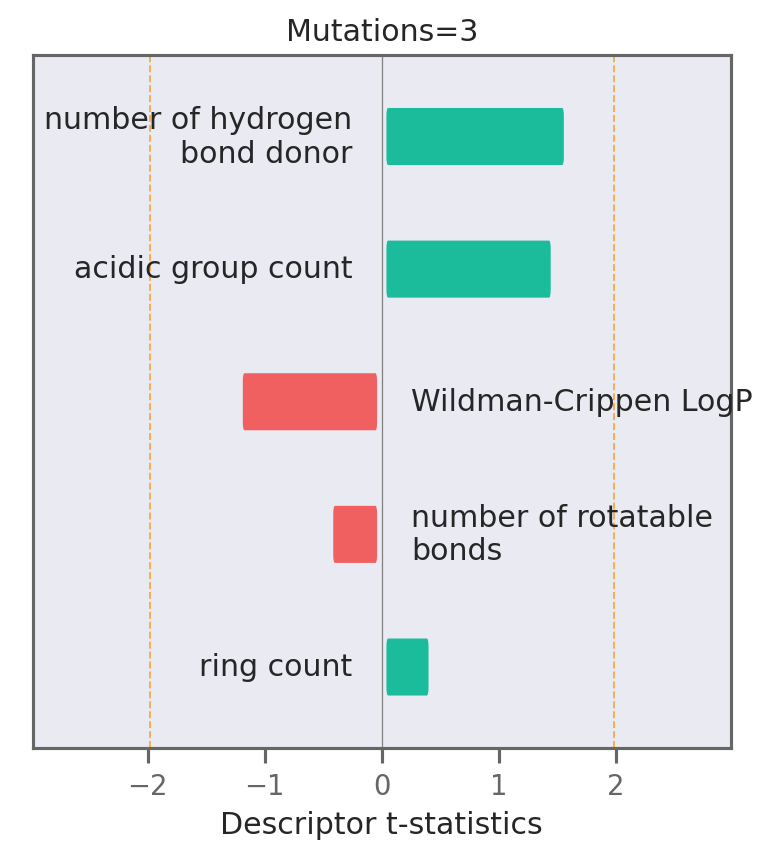 Mutations=3
number of hydrogen
bond donor
acidic group count
Wildman-Crippen LogP
number of rotatable
bonds
ring count
−2 −1 0 1 2
Descriptor t-statistics